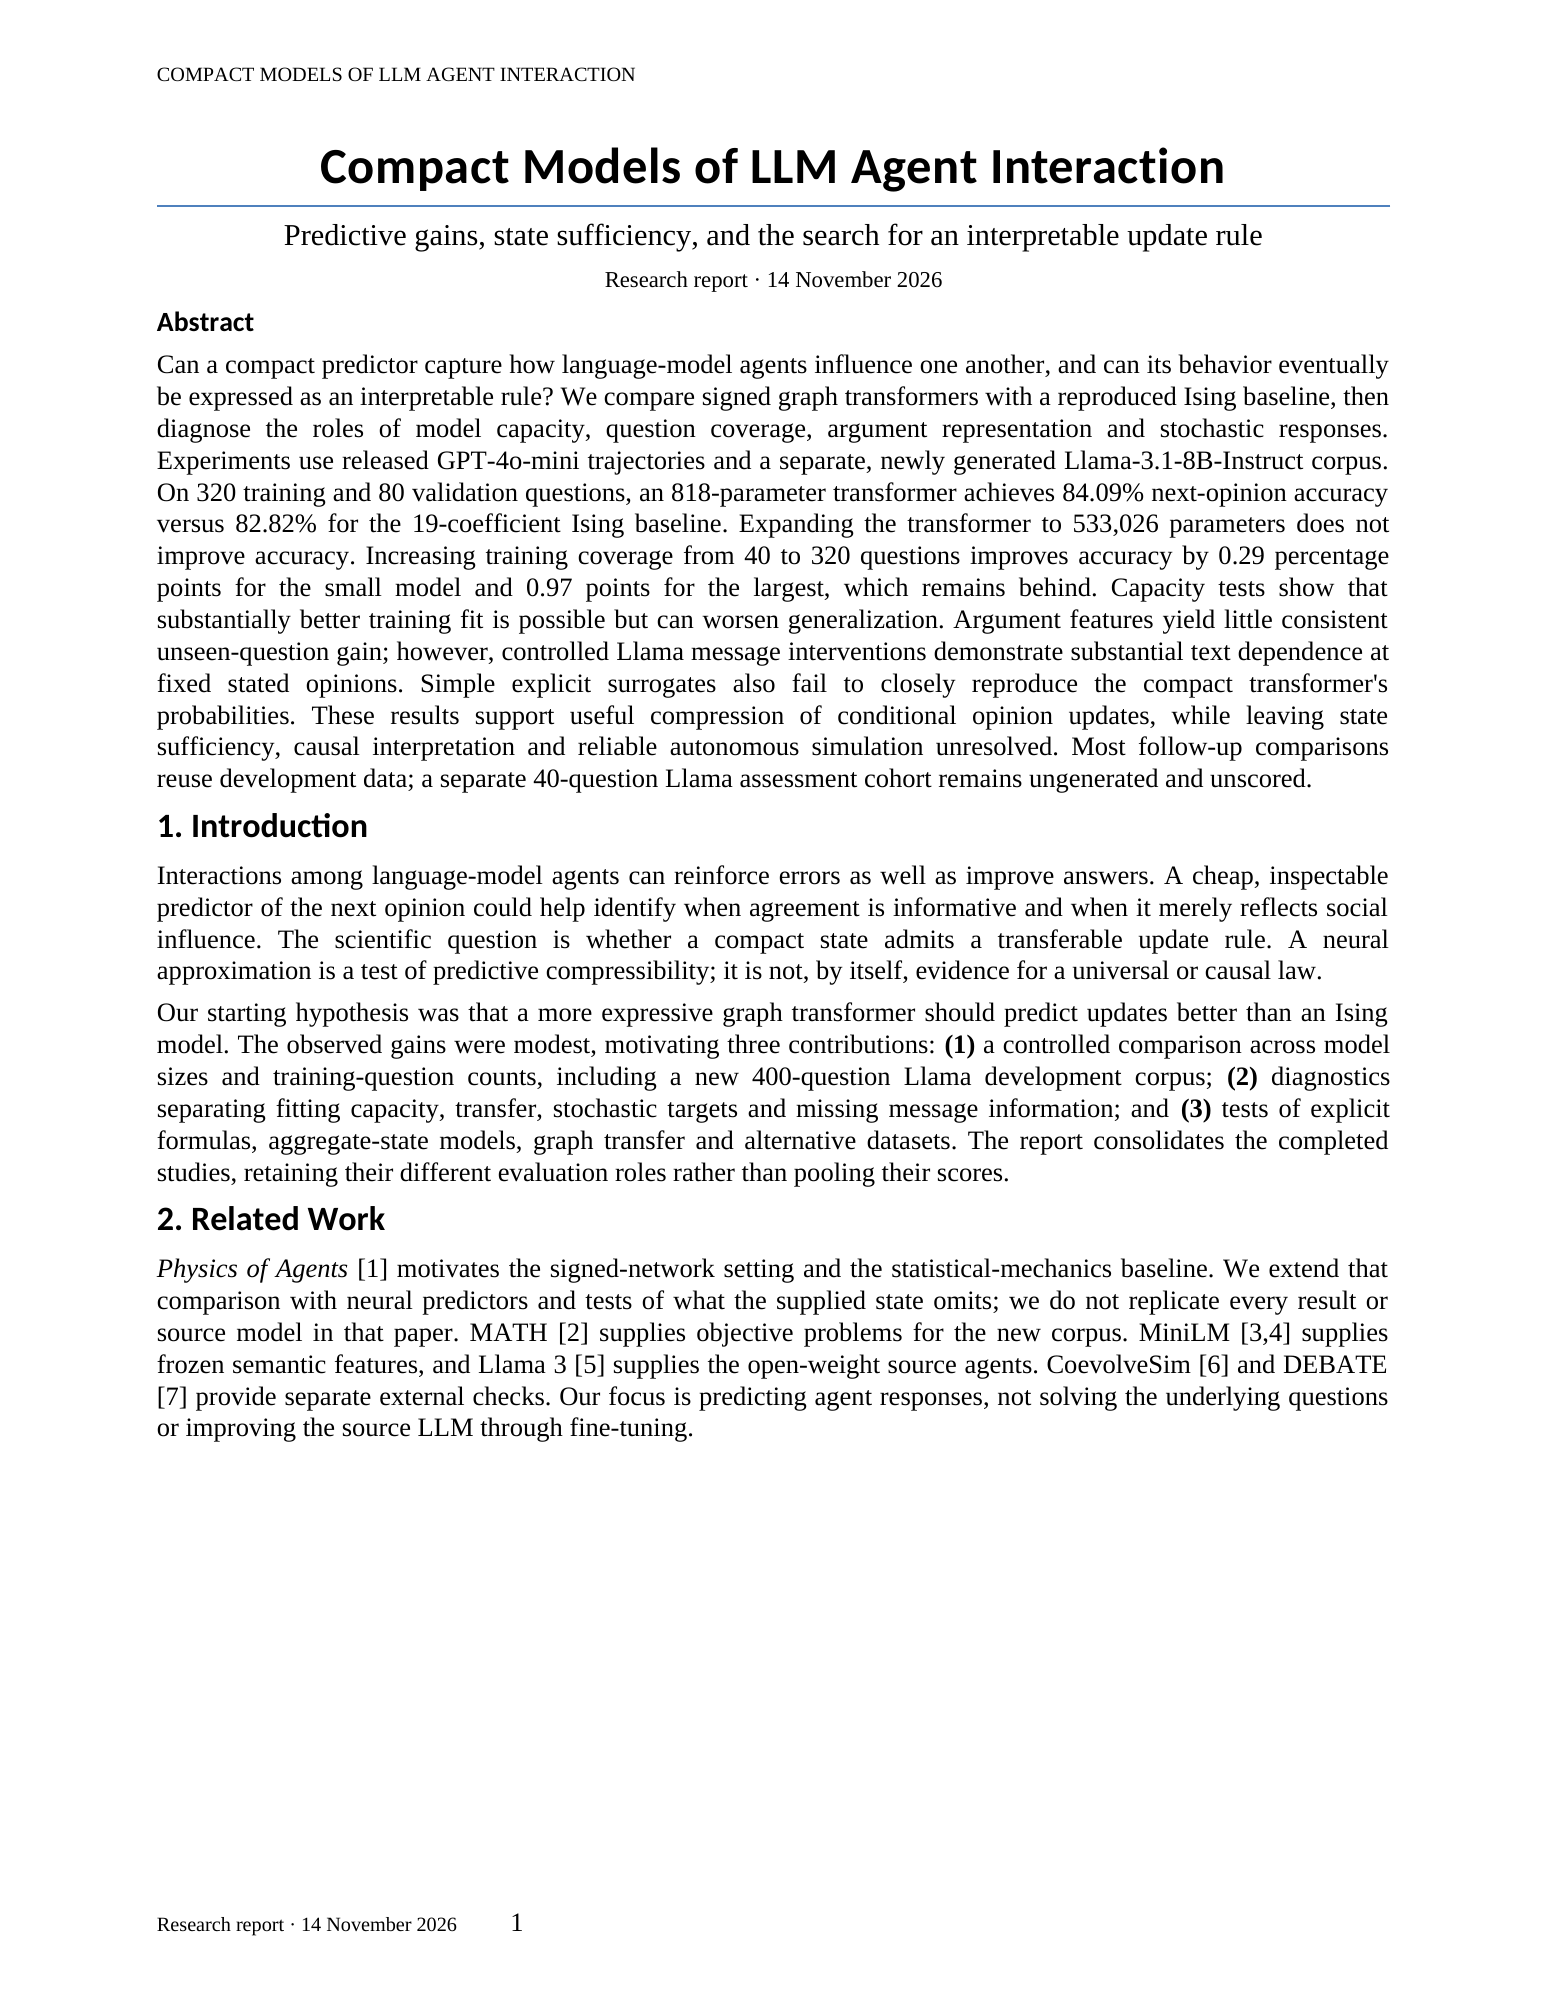 COMPACT MODELS OF LLM AGENT INTERACTION
Compact Models of LLM Agent Interaction
Predictive gains, state sufficiency, and the search for an interpretable update rule
Research report · 14 November 2026
Abstract
Can a compact predictor capture how language-model agents influence one another, and can its behavior eventually
be expressed as an interpretable rule? We compare signed graph transformers with a reproduced Ising baseline, then
diagnose the roles of model capacity, question coverage, argument representation and stochastic responses.
Experiments use released GPT-4o-mini trajectories and a separate, newly generated Llama-3.1-8B-Instruct corpus.
On 320 training and 80 validation questions, an 818-parameter transformer achieves 84.09% next-opinion accuracy
versus 82.82% for the 19-coefficient Ising baseline. Expanding the transformer to 533,026 parameters does not
improve accuracy. Increasing training coverage from 40 to 320 questions improves accuracy by 0.29 percentage
points for the small model and 0.97 points for the largest, which remains behind. Capacity tests show that
substantially better training fit is possible but can worsen generalization. Argument features yield little consistent
unseen-question gain; however, controlled Llama message interventions demonstrate substantial text dependence at
fixed stated opinions. Simple explicit surrogates also fail to closely reproduce the compact transformer's
probabilities. These results support useful compression of conditional opinion updates, while leaving state
sufficiency, causal interpretation and reliable autonomous simulation unresolved. Most follow-up comparisons
reuse development data; a separate 40-question Llama assessment cohort remains ungenerated and unscored.
1. Introduction
Interactions among language-model agents can reinforce errors as well as improve answers. A cheap, inspectable
predictor of the next opinion could help identify when agreement is informative and when it merely reflects social
influence. The scientific question is whether a compact state admits a transferable update rule. A neural
approximation is a test of predictive compressibility; it is not, by itself, evidence for a universal or causal law.
Our starting hypothesis was that a more expressive graph transformer should predict updates better than an Ising
model. The observed gains were modest, motivating three contributions: (1) a controlled comparison across model
sizes and training-question counts, including a new 400-question Llama development corpus; (2) diagnostics
separating fitting capacity, transfer, stochastic targets and missing message information; and (3) tests of explicit
formulas, aggregate-state models, graph transfer and alternative datasets. The report consolidates the completed
studies, retaining their different evaluation roles rather than pooling their scores.
2. Related Work
Physics of Agents [1] motivates the signed-network setting and the statistical-mechanics baseline. We extend that
comparison with neural predictors and tests of what the supplied state omits; we do not replicate every result or
source model in that paper. MATH [2] supplies objective problems for the new corpus. MiniLM [3,4] supplies
frozen semantic features, and Llama 3 [5] supplies the open-weight source agents. CoevolveSim [6] and DEBATE
[7] provide separate external checks. Our focus is predicting agent responses, not solving the underlying questions
or improving the source LLM through fine-tuning.
Research report · 14 November 2026 1